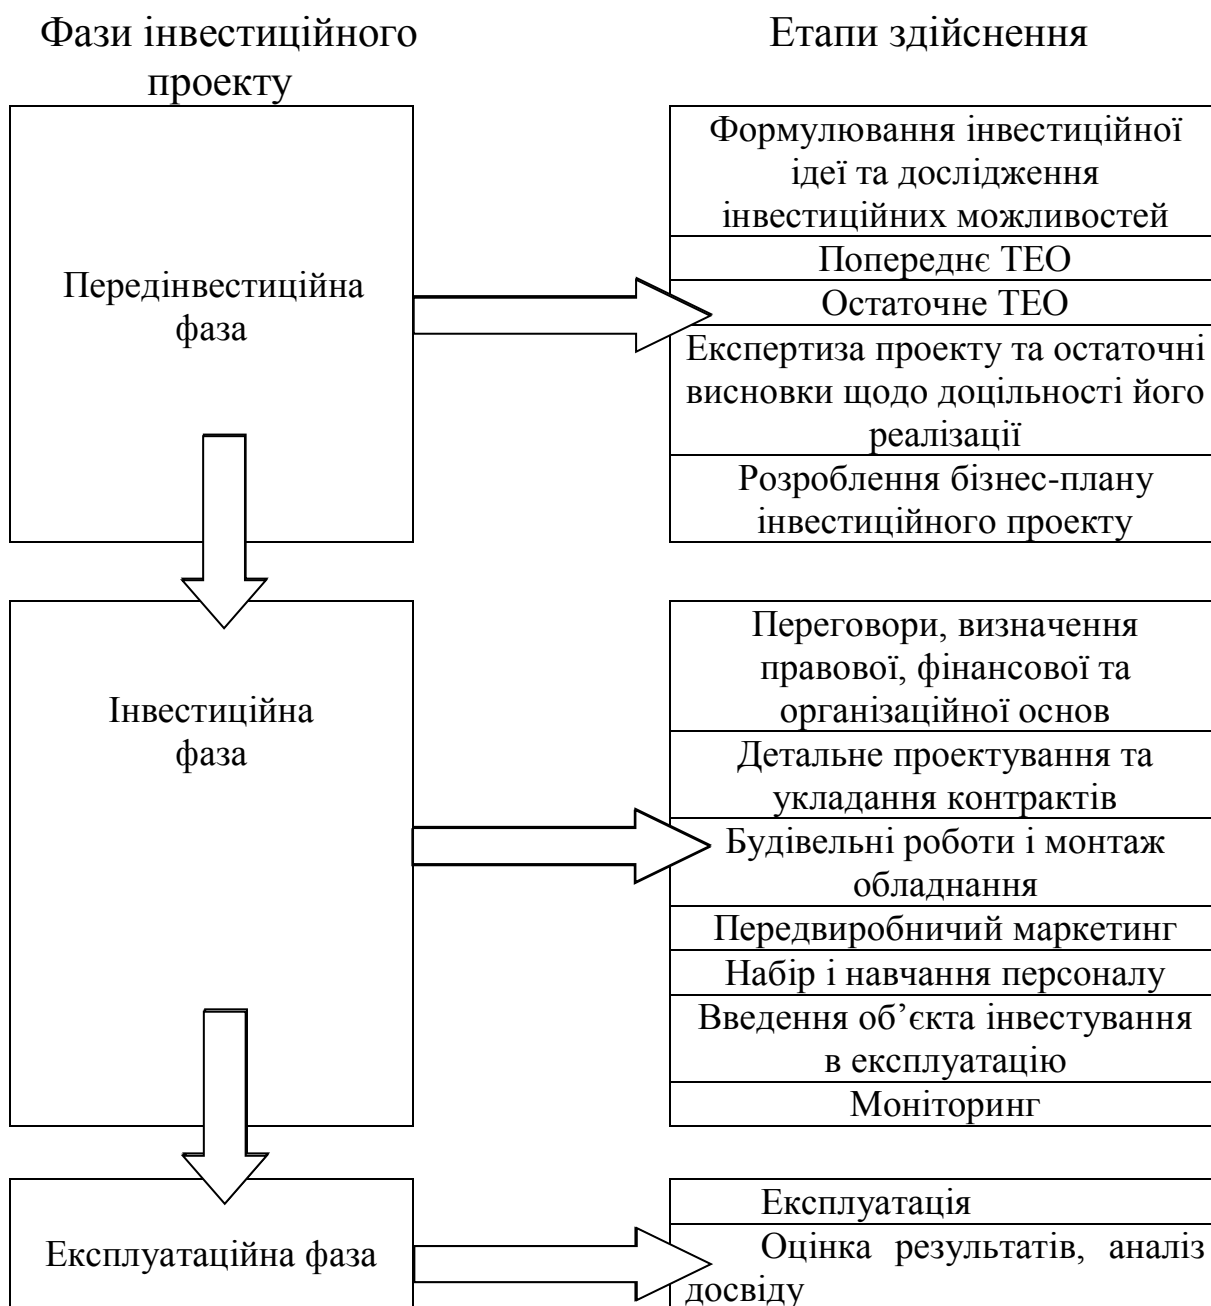 Фази інвестиційного
проекту
Етапи здійснення
Передінвестиційна
фаза
Формулювання інвестиційної
ідеї та дослідження
інвестиційних можливостей
Попереднє ТЕО
Остаточне ТЕО
Експертиза проекту та остаточні
висновки щодо доцільності його
реалізації
Розроблення бізнес-плану
інвестиційного проекту
Інвестиційна
фаза
Переговори, визначення
правової, фінансової та
організаційної основ
Детальне проектування та
укладання контрактів
Будівельні роботи і монтаж
обладнання
Передвиробничий маркетинг
Набір і навчання персоналу
Введення об’єкта інвестування
в експлуатацію
Моніторинг
Експлуатаційна фаза
Експлуатація
Оцінка результатів, аналіз
досвіду